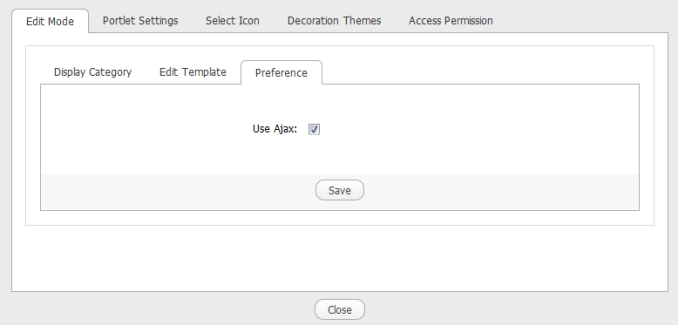 Edit Mode Portlet Settings Select Icon Decoration Themes Access Permission
Display Category Edit Template Preference
Use Ajax:
Save
Close